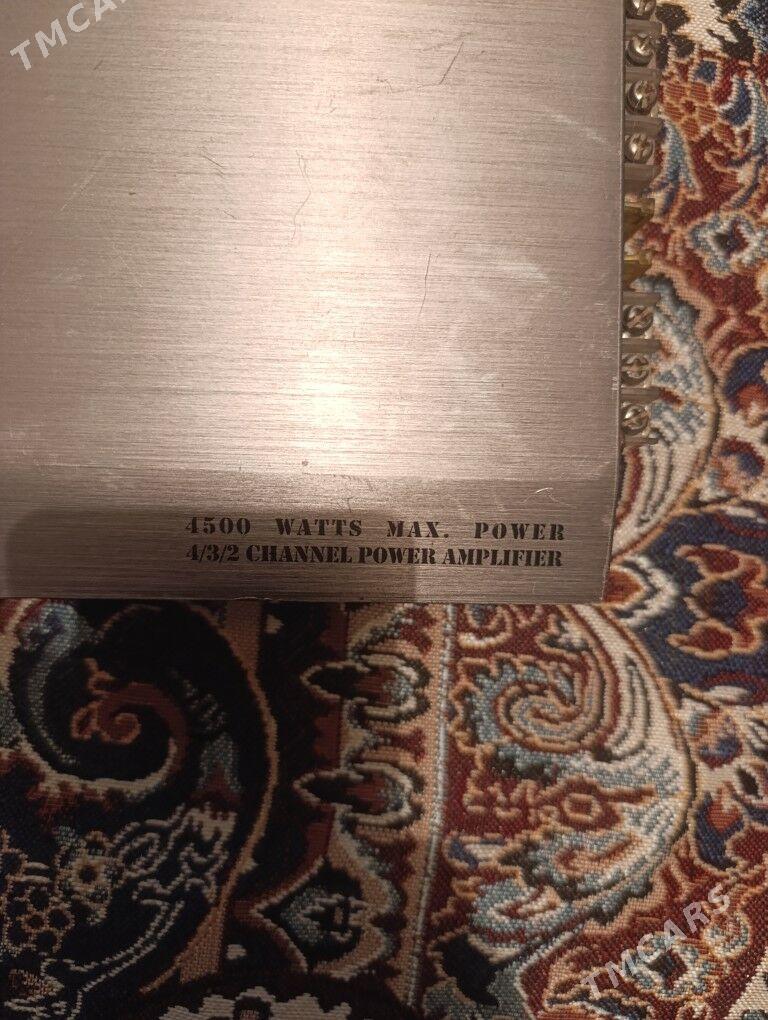 TMCARS
4500 WATTS MAX. POWER
4/3/2 CHANNEL POWER AMPLIFIER
TMCARS